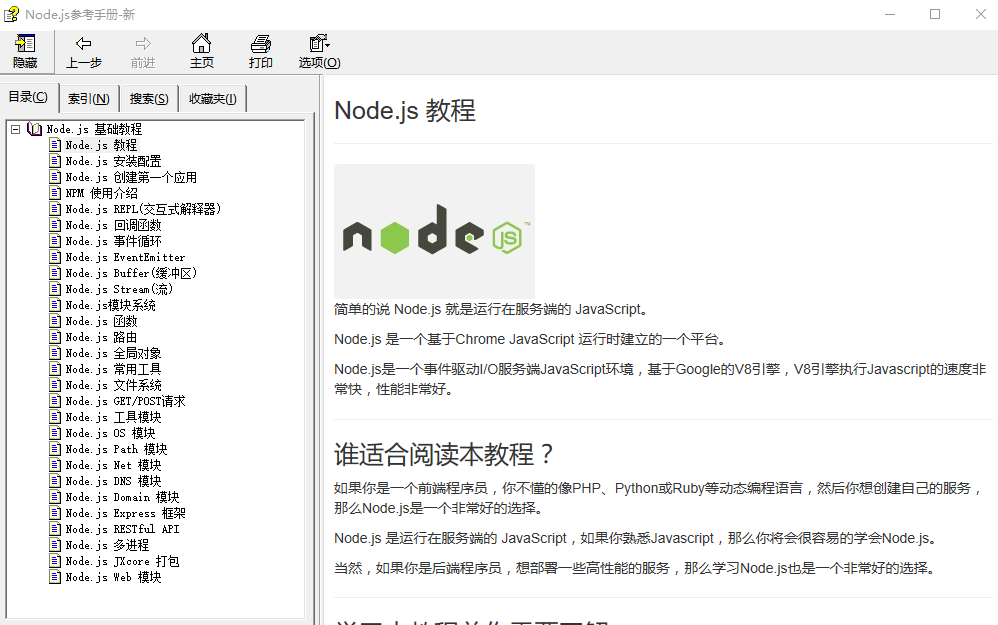 Node.js参考手册-新
隐藏 上一步 前进 主页 打印 选项(O)
目录(C) 索引(N) 搜索(S) 收藏夹(I)
Node.js 基础教程
Node.js 教程
Node.js 安装配置
Node.js 创建第一个应用
NPM 使用介绍
Node.js REPL(交互式解释器)
Node.js 回调函数
Node.js 事件循环
Node.js EventEmitter
Node.js Buffer(缓冲区)
Node.js Stream(流)
Node.js模块系统
Node.js 函数
Node.js 路由
Node.js 全局对象
Node.js 常用工具
Node.js 文件系统
Node.js GET/POST请求
Node.js 工具模块
Node.js OS 模块
Node.js Path 模块
Node.js Net 模块
Node.js DNS 模块
Node.js Domain 模块
Node.js Express 框架
Node.js RESTful API
Node.js 多进程
Node.js JXcore 打包
Node.js Web 模块
Node.js 教程
node JS ™
简单的说 Node.js 就是运行在服务端的 JavaScript。
Node.js 是一个基于Chrome JavaScript 运行时建立的一个平台。
Node.js是一个事件驱动I/O服务端JavaScript环境，基于Google的V8引擎，V8引擎执行Javascript的速度非
常快，性能非常好。
谁适合阅读本教程？
如果你是一个前端程序员，你不懂的像PHP、Python或Ruby等动态编程语言，然后你想创建自己的服务，
那么Node.js是一个非常好的选择。
Node.js 是运行在服务端的 JavaScript，如果你熟悉Javascript，那么你将会很容易的学会Node.js。
当然，如果你是后端程序员，想部署一些高性能的服务，那么学习Node.js也是一个非常好的选择。